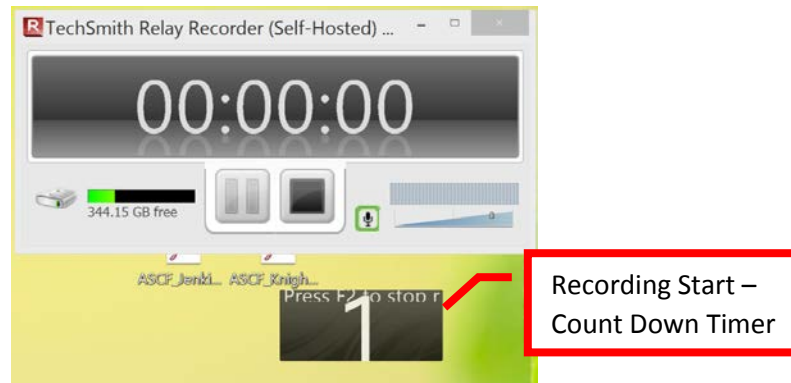 R TechSmith Relay Recorder (Self-Hosted) ...
00:00:00
344.15 GB free
ASCF_Jenki... ASCF_Knigh...
Press F2 to stop r
1
Recording Start –
Count Down Timer